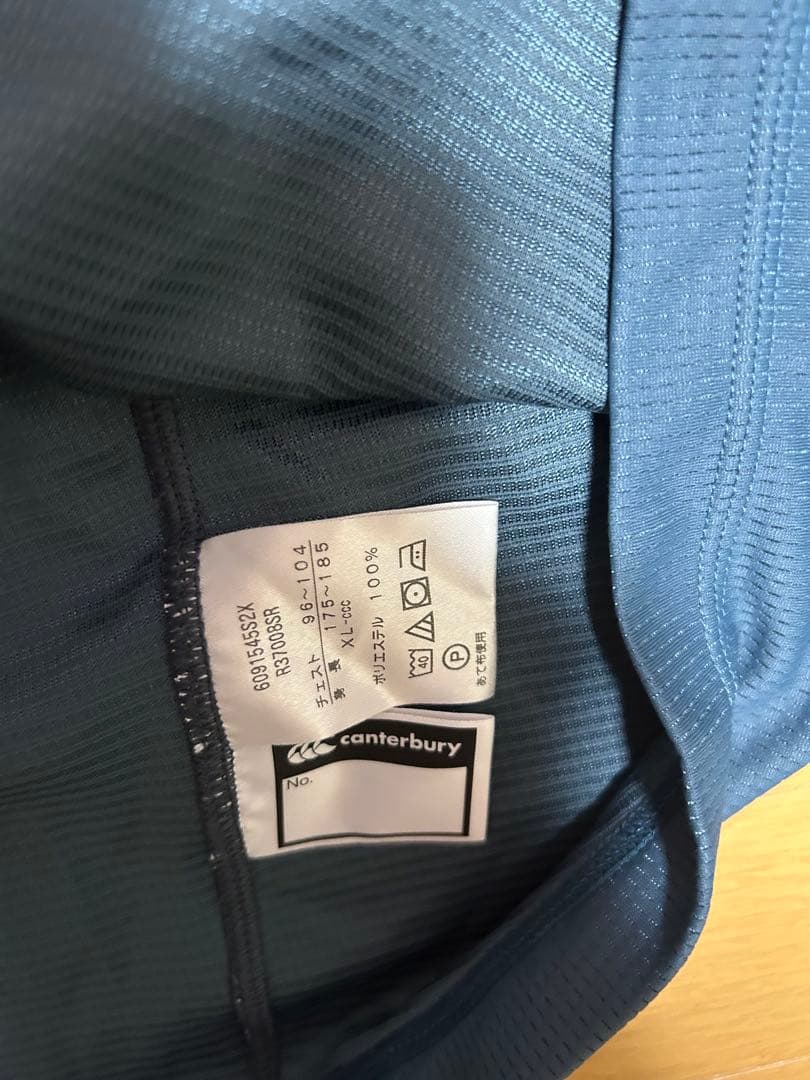 6091545S2X
R37008SR
チェスト 96~104
身長 175~185
XL-ccc
ポリエステル 100%
40
P
あて布使用
canterbury
No.